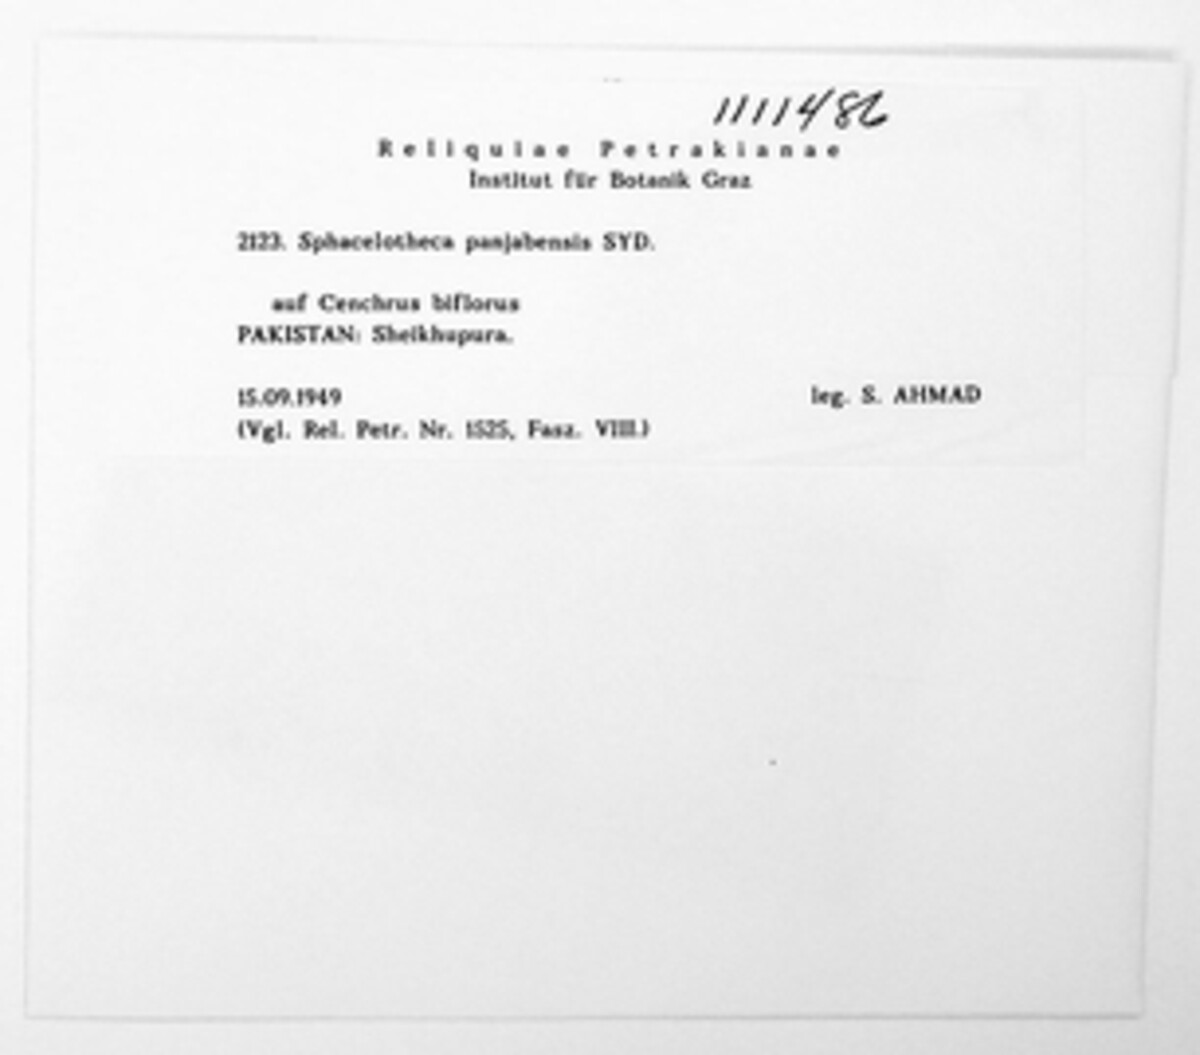 1111486
Reliquiae Petrakianae
Institut für Botanik Graz
2123. Sphacelotheca panjabensis SYD.
auf Cenchrus biflorus
PAKISTAN: Sheikhupura.
15.09.1949 leg. S. AHMAD
(Vgl. Rel. Petr. Nr. 1525, Fasz. VIII.)